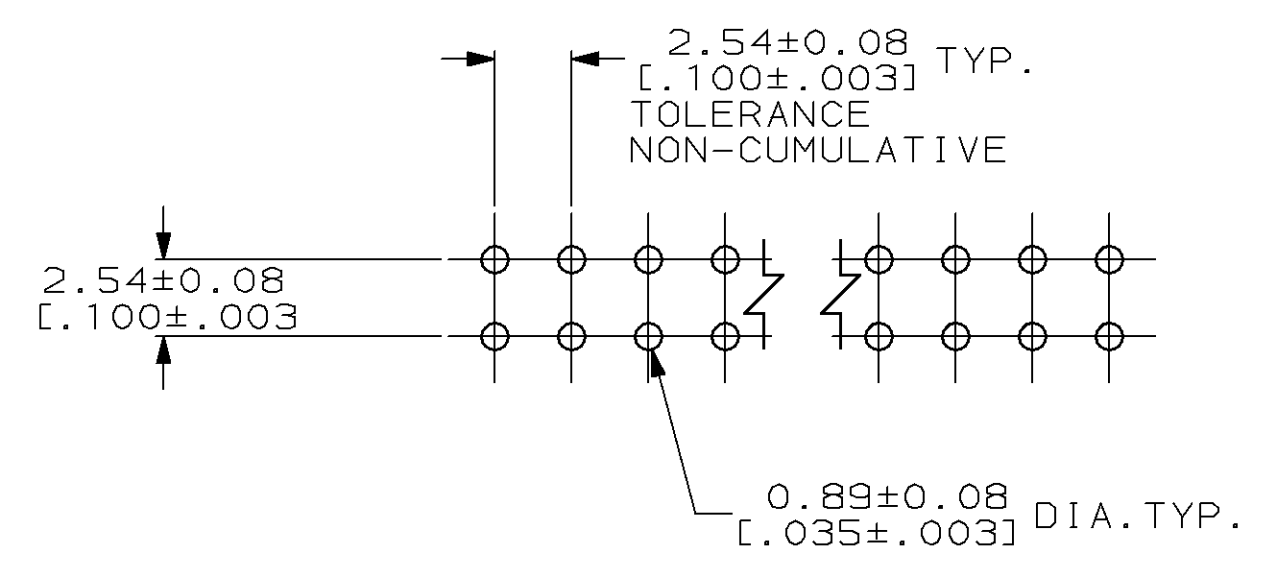 2.54±0.08
[.100±.003] TYP.
TOLERANCE
NON-CUMULATIVE
2.54±0.08
[.100±.003
0.89±0.08
[.035±.003] DIA.TYP.